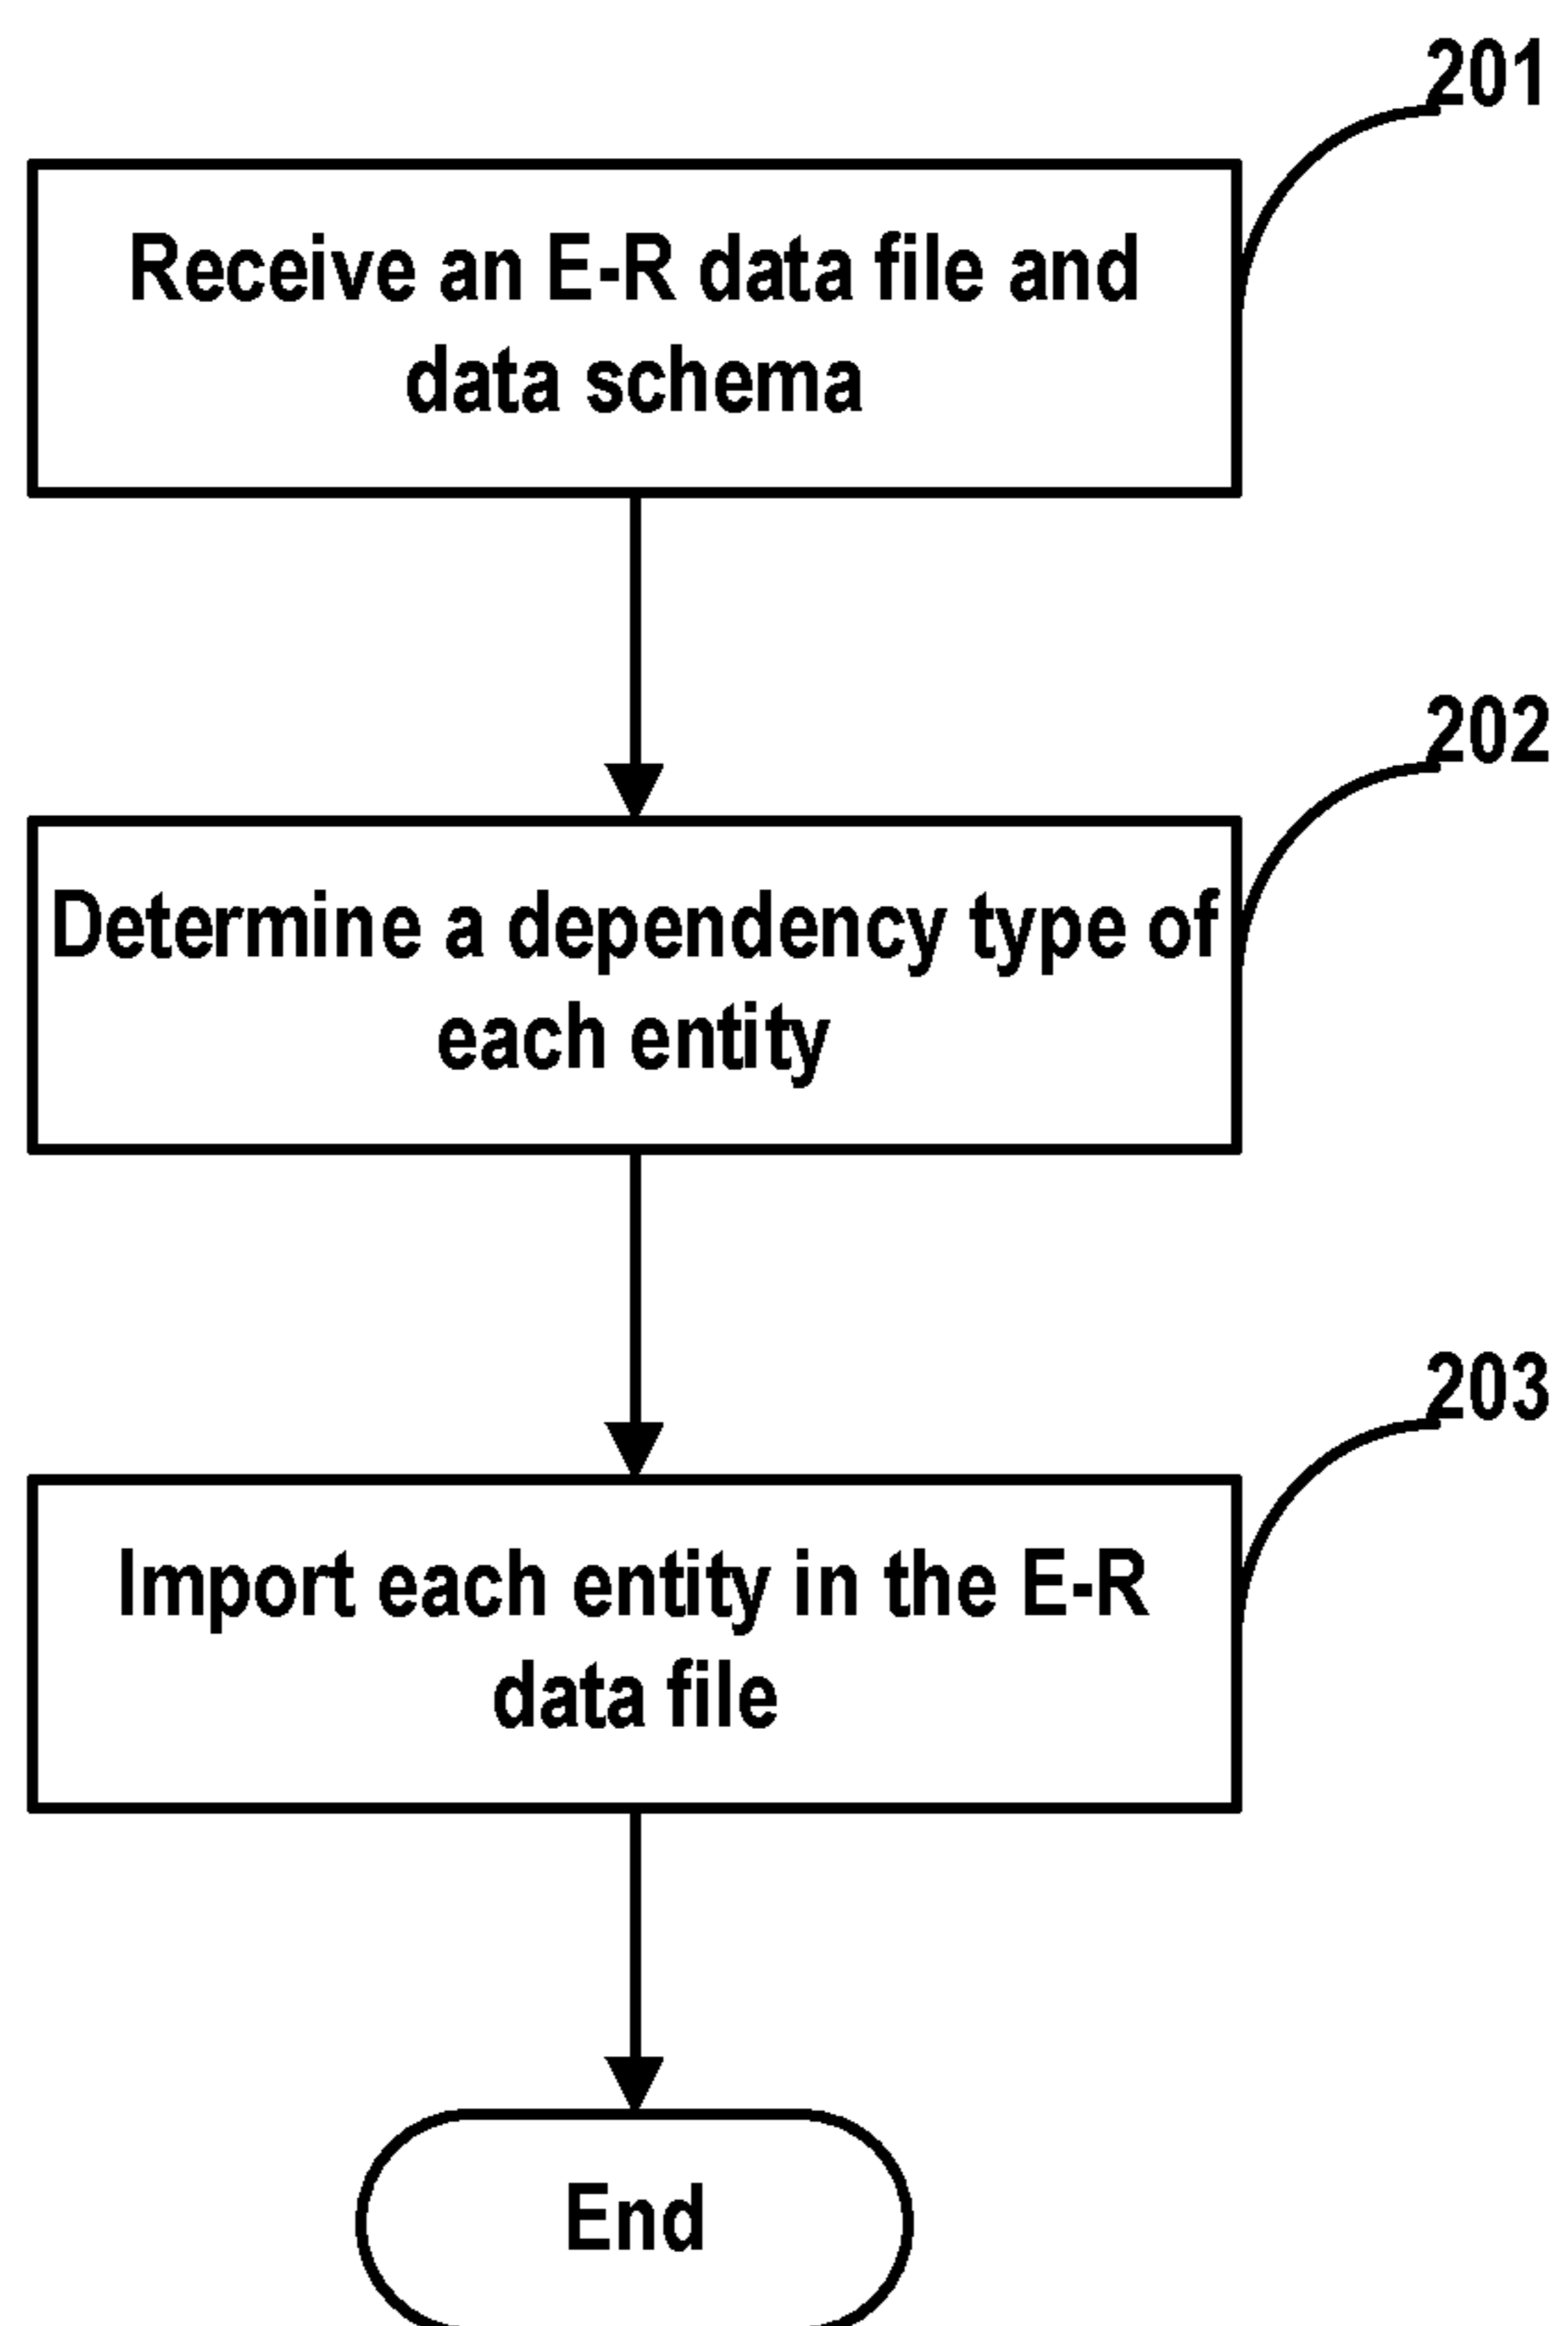 201
Receive an E-R data file and
data schema
202
Determine a dependency type of
each entity
203
Import each entity in the E-R
data file
End